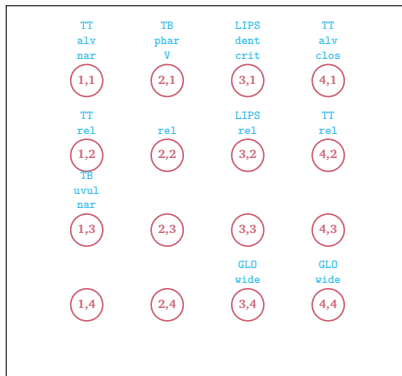 TT TB LIPS TT
alv phar dent alv
nar V crit clos
1,1 2,1 3,1 4,1
TT LIPS TT
rel rel rel rel
1,2 2,2 3,2 4,2
TB
uvul
nar
1,3 2,3 3,3 4,3
GLO GLO
wide wide
1,4 2,4 3,4 4,4